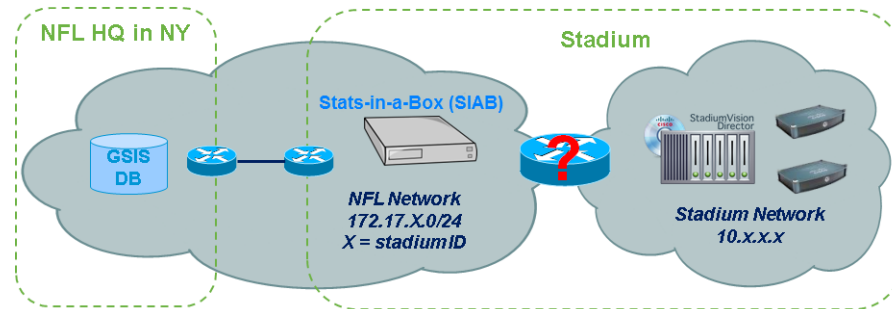 NFL HQ in NY
Stadium
Stats-in-a-Box (SIAB)
GSIS
DB
NFL Network
172.17.X.0/24
X = stadiumID
?
StadiumVision
Director
Stadium Network
10.x.x.x